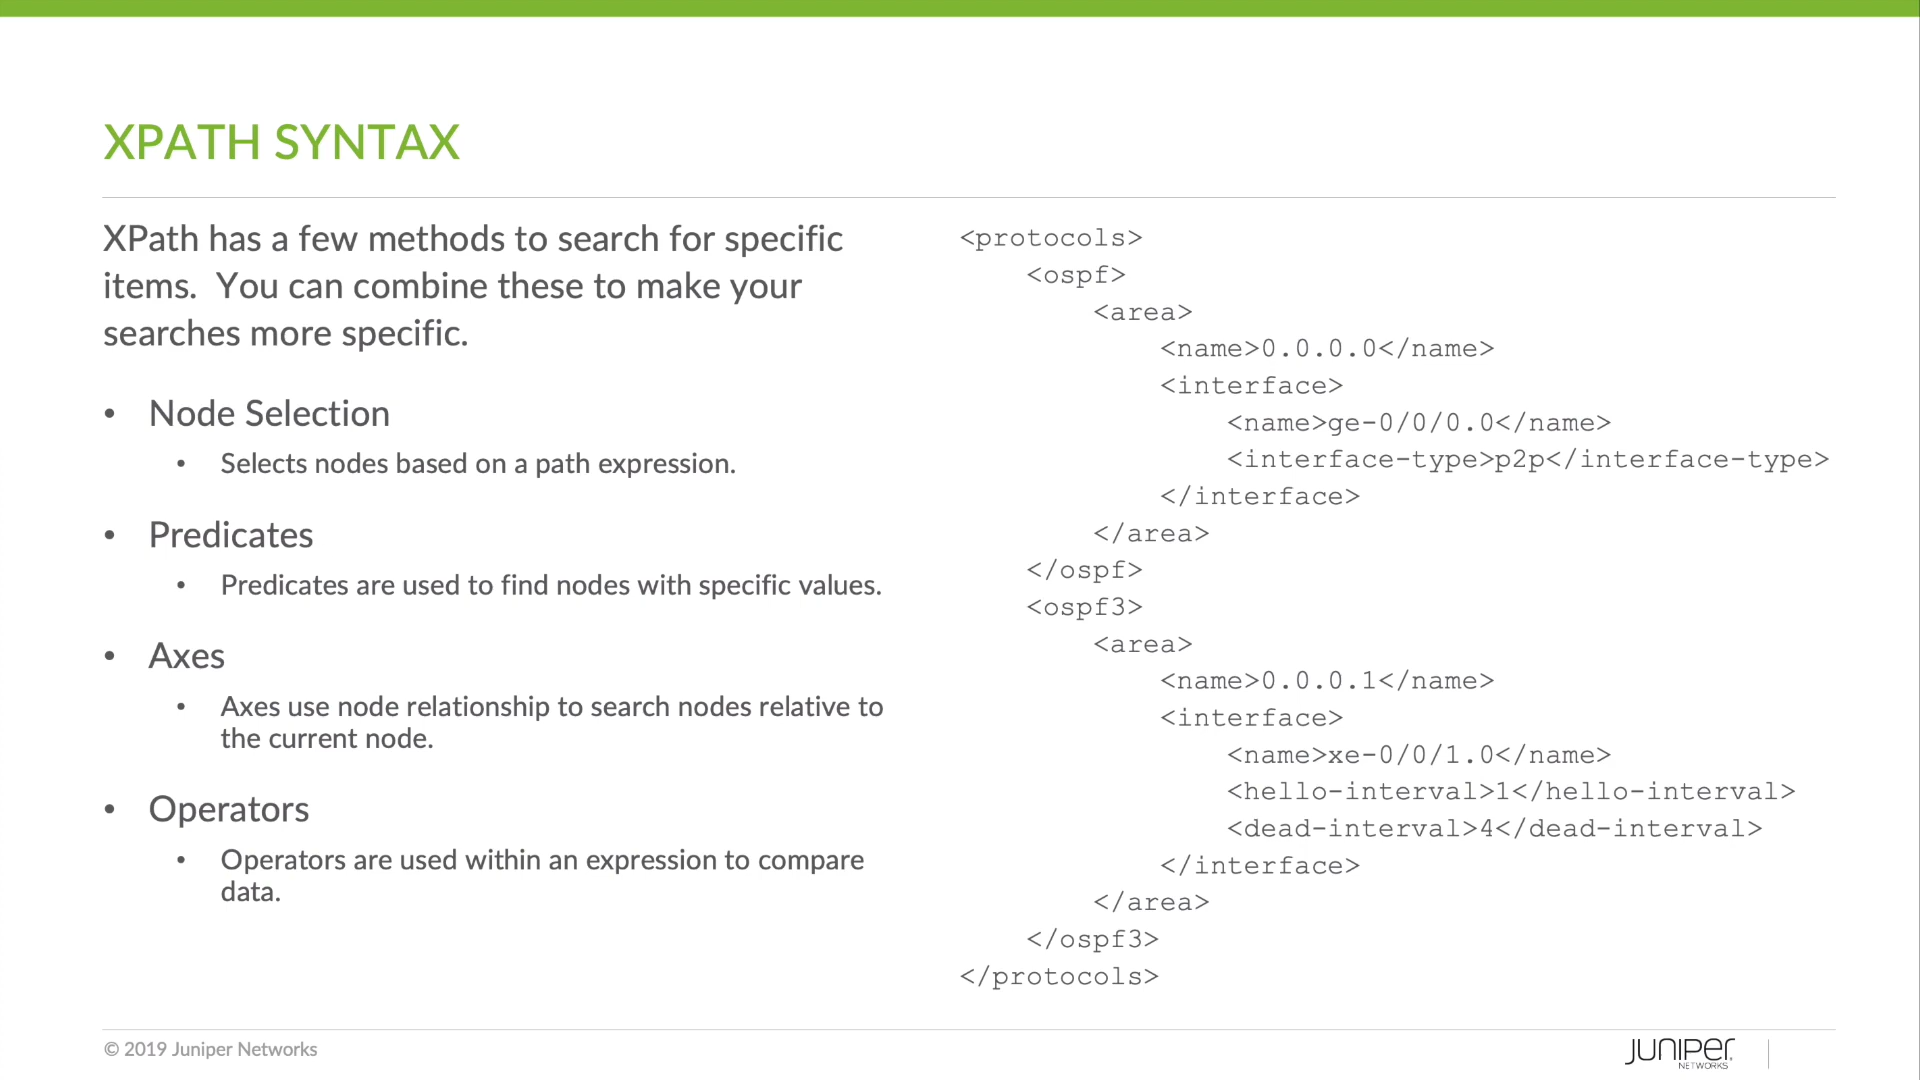 XPATH SYNTAX
XPath has a few methods to search for specific
items.  You can combine these to make your
searches more specific.
• Node Selection
• Selects nodes based on a path expression.
• Predicates
• Predicates are used to find nodes with specific values.
• Axes
• Axes use node relationship to search nodes relative to
the current node.
• Operators
• Operators are used within an expression to compare
data.
<protocols>
    <ospf>
        <area>
            <name>0.0.0.0</name>
            <interface>
                <name>ge-0/0/0.0</name>
                <interface-type>p2p</interface-type>
            </interface>
        </area>
    </ospf>
    <ospf3>
        <area>
            <name>0.0.0.1</name>
            <interface>
                <name>xe-0/0/1.0</name>
                <hello-interval>1</hello-interval>
                <dead-interval>4</dead-interval>
            </interface>
        </area>
    </ospf3>
</protocols>
© 2019 Juniper Networks
JUNIPER
NETWORKS